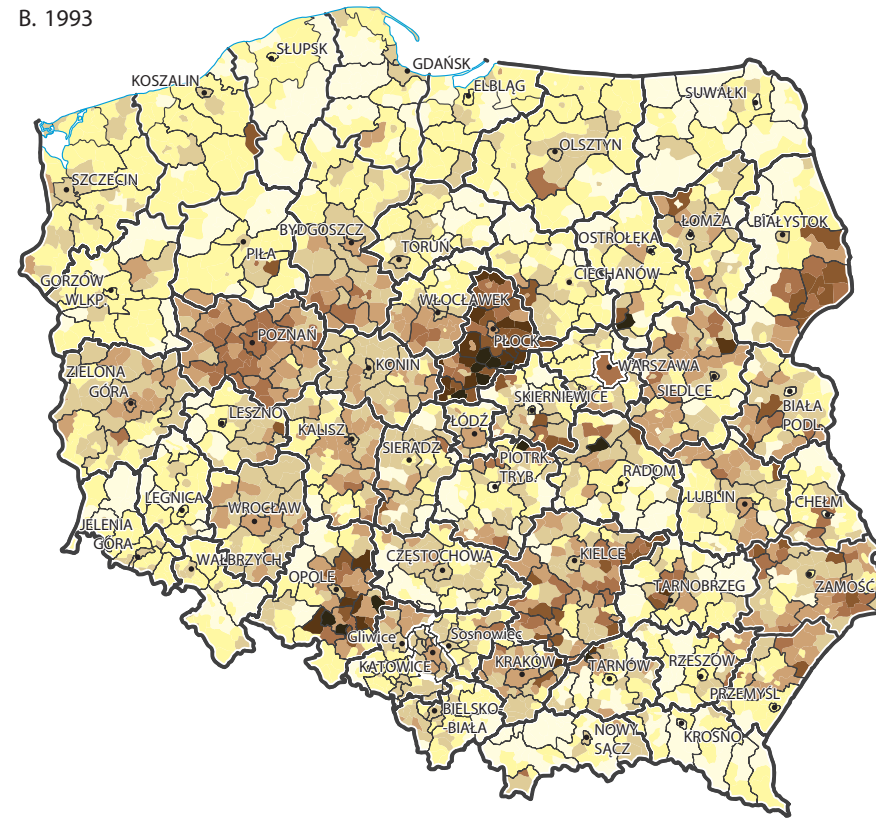 B. 1993
SŁUPSK
GDAŃSK
KOSZALIN
ELBLĄG
SUWAŁKI
OLSZTYN
SZCZECIN
BYDGOSZCZ
TORUŃ
OSTROŁĘKA
ŁOMŻA
BIAŁYSTOK
PIŁA
GORZÓW
WLKP.
CIECHANÓW
WŁOCŁAWEK
POZNAŃ
PŁOCK
KONIN
WARSZAWA
ZIELONA
GÓRA
SKIERNIEWICE
SIEDLCE
BIAŁA
PODL.
LESZNO
KALISZ
ŁÓDŹ
SIERADZ
PIOTRK.
TRYB.
RADOM
LUBLIN
CHEŁM
LEGNICA
WROCŁAW
JELENIA
GÓRA
WAŁBRZYCH
OPOLE
CZĘSTOCHOWA
KIELCE
TARNOBRZEG
ZAMOŚĆ
Gliwice
Sosnowiec
KATOWICE
KRAKÓW
TARNÓW
RZESZÓW
PRZEMYŚL
BIELSKO-
-BIAŁA
NOWY
SĄCZ
KROSNO